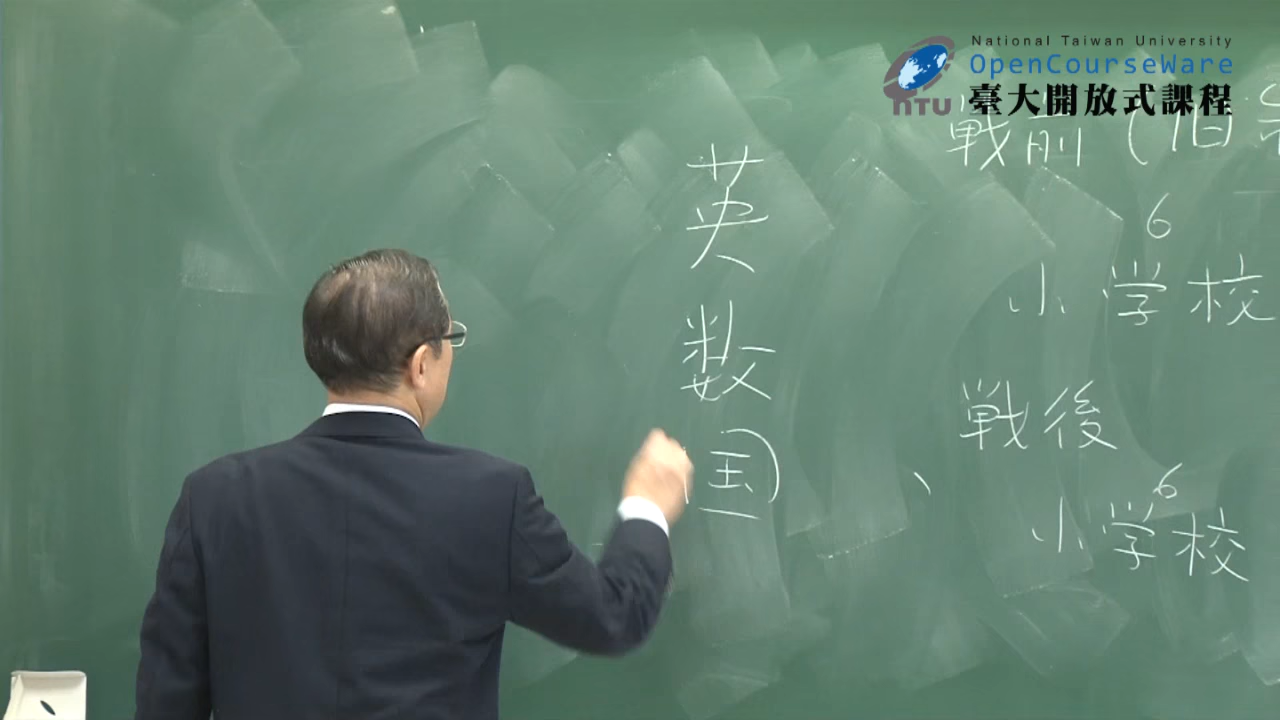 National Taiwan University
OpenCourseWare
NTU 臺大開放式課程
英数国
戦前(旧
6
小学校
戦後
6
、小学校